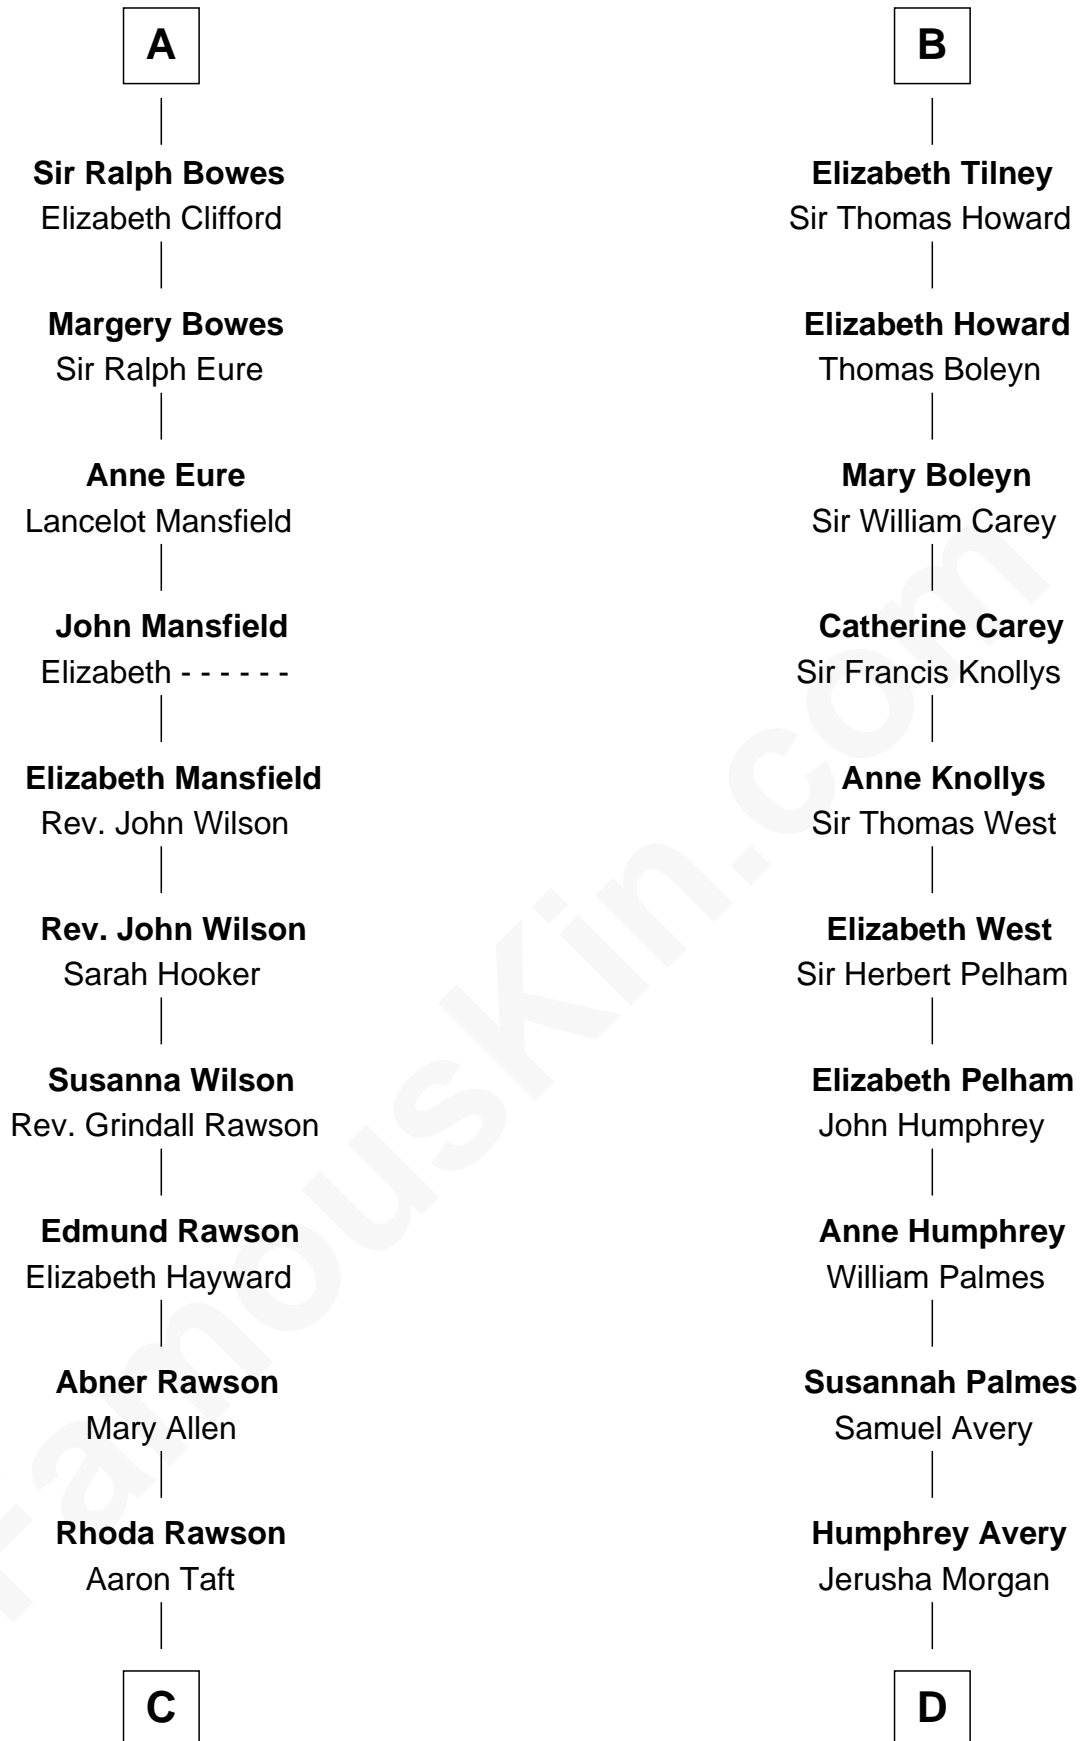 A
Sir Ralph Bowes
Elizabeth Clifford
Margery Bowes
Sir Ralph Eure
Anne Eure
Lancelot Mansfield
John Mansfield
Elizabeth - - - - - -
Elizabeth Mansfield
Rev. John Wilson
Rev. John Wilson
Sarah Hooker
Susanna Wilson
Rev. Grindall Rawson
Edmund Rawson
Elizabeth Hayward
Abner Rawson
Mary Allen
Rhoda Rawson
Aaron Taft
C
B
Elizabeth Tilney
Sir Thomas Howard
Elizabeth Howard
Thomas Boleyn
Mary Boleyn
Sir William Carey
Catherine Carey
Sir Francis Knollys
Anne Knollys
Sir Thomas West
Elizabeth West
Sir Herbert Pelham
Elizabeth Pelham
John Humphrey
Anne Humphrey
William Palmes
Susannah Palmes
Samuel Avery
Humphrey Avery
Jerusha Morgan
D
FamousKin.com